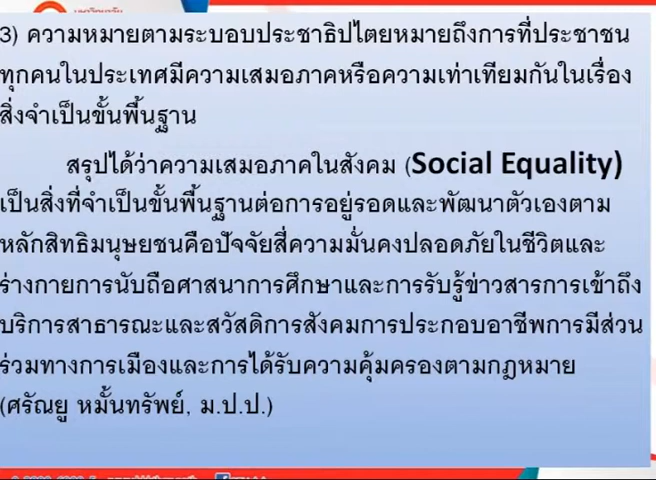 3) ความหมายตามระบอบประชาธิปไตยหมายถึงการที่ประชาชน
ทุกคนในประเทศมีความเสมอภาคหรือความเท่าเทียมกันในเรื่อง
สิ่งจำเป็นขั้นพื้นฐาน
สรุปได้ว่าความเสมอภาคในสังคม (Social Equality)
เป็นสิ่งที่จำเป็นขั้นพื้นฐานต่อการอยู่รอดและพัฒนาตัวเองตาม
หลักสิทธิมนุษยชนคือปัจจัยสี่ความมั่นคงปลอดภัยในชีวิตและ
ร่างกายการนับถือศาสนาการศึกษาและการรับรู้ข่าวสารการเข้าถึง
บริการสาธารณะและสวัสดิการสังคมการประกอบอาชีพการมีส่วน
ร่วมทางการเมืองและการได้รับความคุ้มครองตามกฎหมาย
(ศรัณยู หมั้นทรัพย์, ม.ป.ป.)